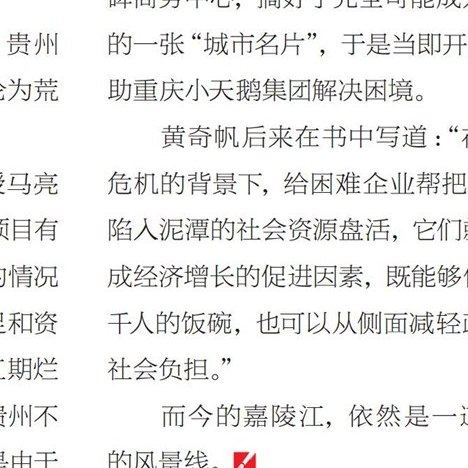 贵州
为荒
马亮
项目有
的情况
和资
期烂
贵州不
是由于
商务中心，搞好了完全可能成
的一张“城市名片”，于是当即开
助重庆小天鹅集团解决困境。
黄奇帆后来在书中写道：“在
危机的背景下，给困难企业帮把
陷入泥潭的社会资源盘活，它们
成经济增长的促进因素，既能够
千人的饭碗，也可以从侧面减轻
社会负担。”
而今的嘉陵江，依然是一
的风景线。